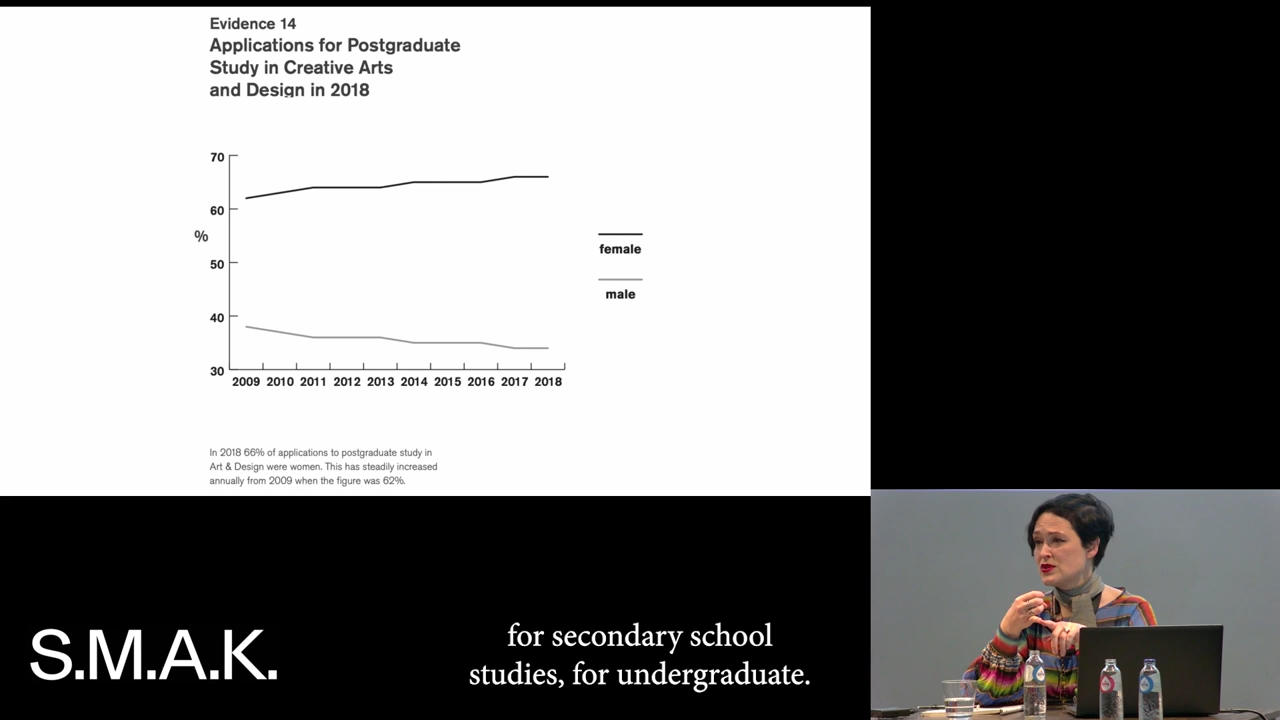 Evidence 14
Applications for Postgraduate
Study in Creative Arts
and Design in 2018
70
60
%
50
40
30
2009 2010 2011 2012 2013 2014 2015 2016 2017 2018
female
male
In 2018 66% of applications to postgraduate study in
Art & Design were women. This has steadily increased
annually from 2009 when the figure was 62%.
S.M.A.K.
for secondary school
studies, for undergraduate.